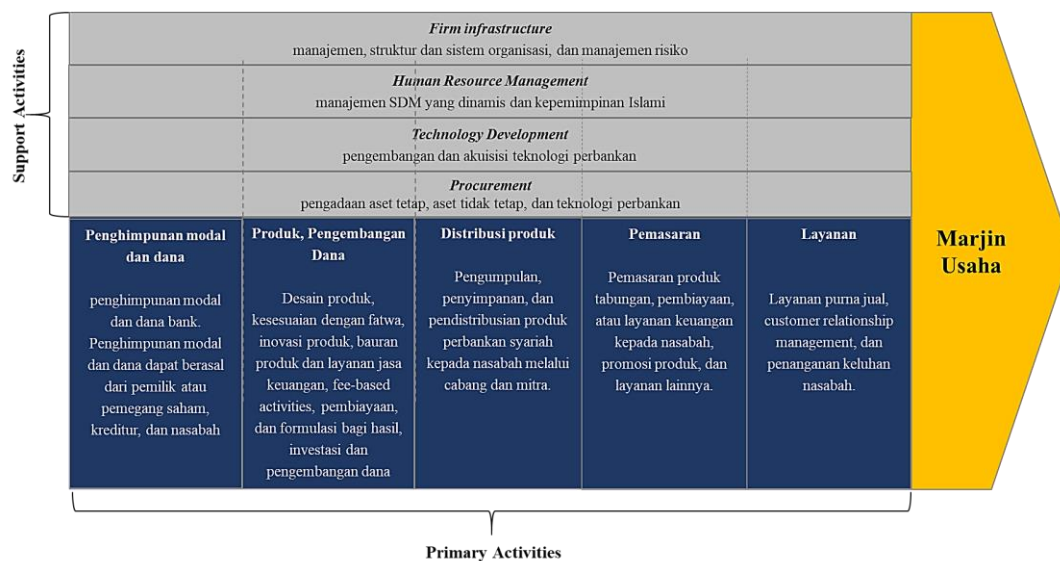 Support Activities
Firm infrastructure
manajemen, struktur dan sistem organisasi, dan manajemen risiko
Human Resource Management
manajemen SDM yang dinamis dan kepemimpinan Islami
Technology Development
pengembangan dan akuisisi teknologi perbankan
Procurement
pengadaan aset tetap, aset tidak tetap, dan teknologi perbankan
Penghimpunan modal
dan dana
penghimpunan modal
dan dana bank.
Penghimpunan modal
dan dana dapat berasal
dari pemilik atau
pemegang saham,
kreditur, dan nasabah
Produk, Pengembangan
Dana
Desain produk,
kesesuaian dengan fatwa,
inovasi produk, bauran
produk dan layanan jasa
keuangan, fee-based
activities, pembiayaan,
dan formulasi bagi hasil,
investasi dan
pengembangan dana
Distribusi produk
Pengumpulan,
penyimpanan, dan
pendistribusian produk
perbankan syariah
kepada nasabah melalui
cabang dan mitra.
Pemasaran
Pemasaran produk
tabungan, pembiayaan,
atau layanan keuangan
kepada nasabah,
promosi produk, dan
layanan lainnya.
Layanan
Layanan purna jual,
customer relationship
management, dan
penanganan keluhan
nasabah.
Marjin
Usaha
Primary Activities